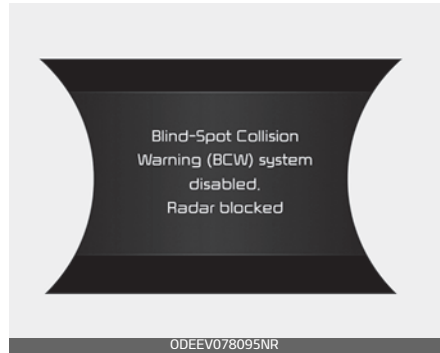 Blind-Spot Collision
Warning (BCW) system
disabled.
Radar blocked
ODEEV078095NR